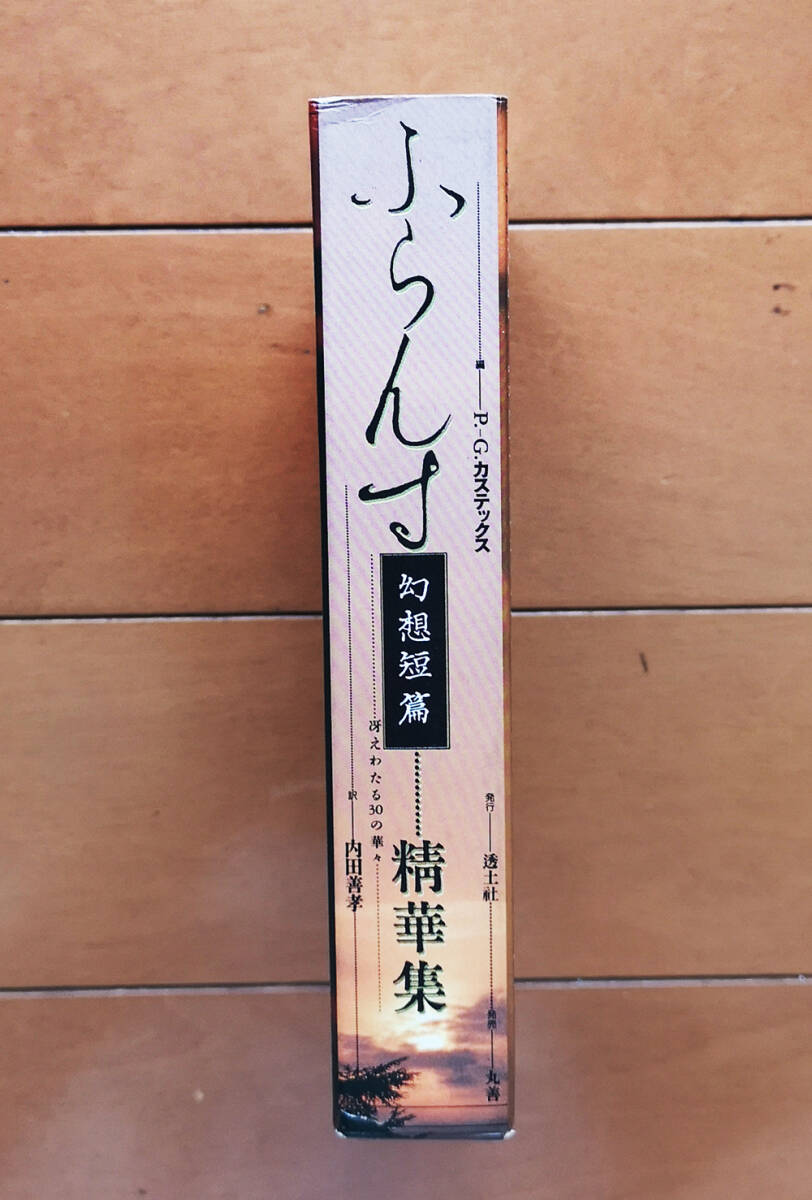 編 P.-G.カステックス
ふらんす
幻想短篇
精華集
冴えわたる30の華々
訳 内田善孝
発行 透土社
発売 丸善